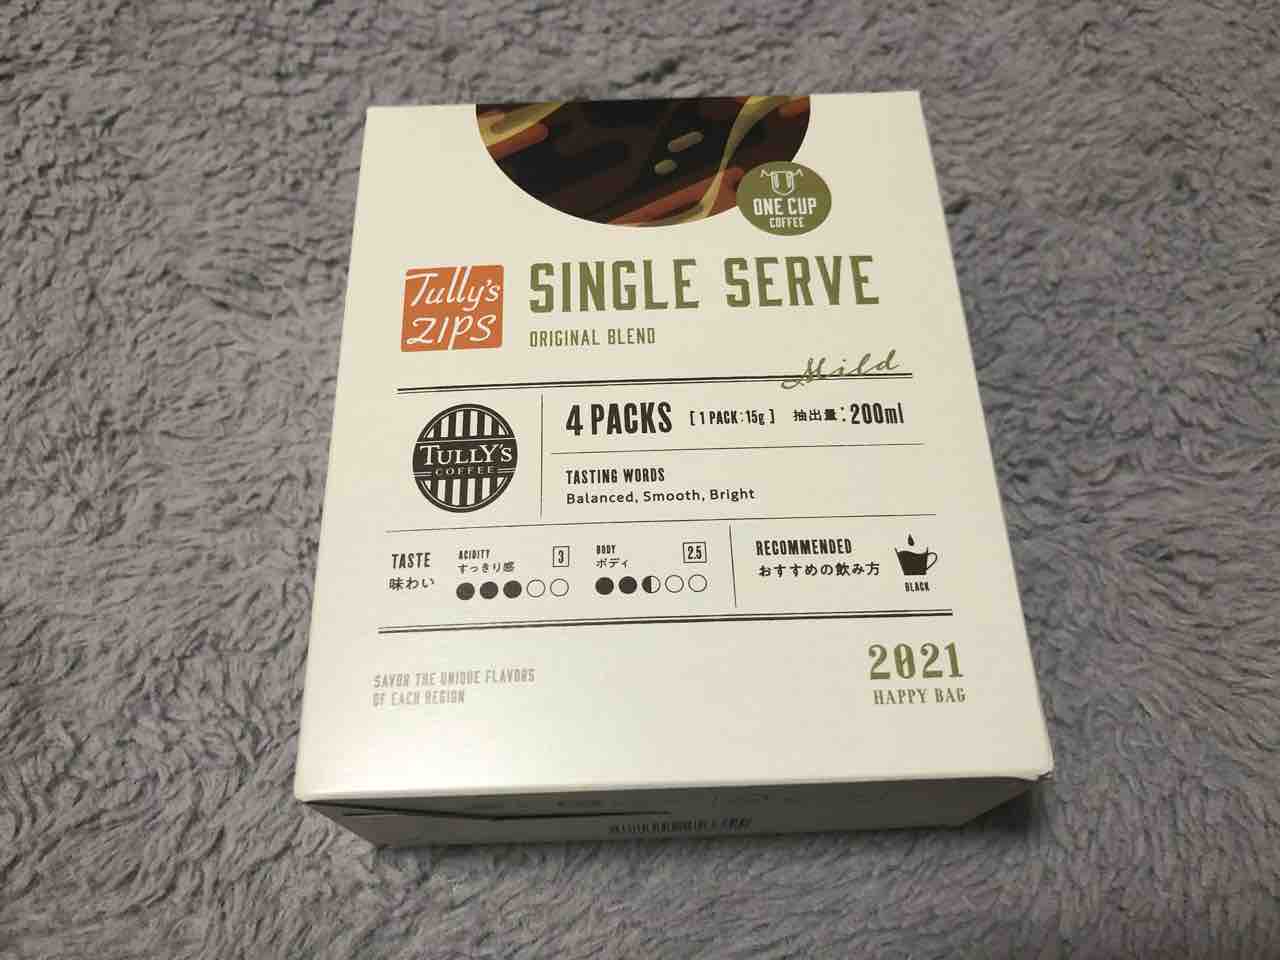 ONE CUP
COFFEE
Tully's
ZIPS
SINGLE SERVE
ORIGINAL BLEND
Mild
TULLY'S
COFFEE
4 PACKS [1 PACK:15g] 抽出量:200ml
TASTING WORDS
Balanced, Smooth, Bright
TASTE
味わい
ACIDITY
すっきり感
3
BODY
ボディ
2.5
RECOMMENDED
おすすめの飲み方
BLACK
SAVOR THE UNIQUE FLAVORS
OF EACH REGION
2021
HAPPY BAG